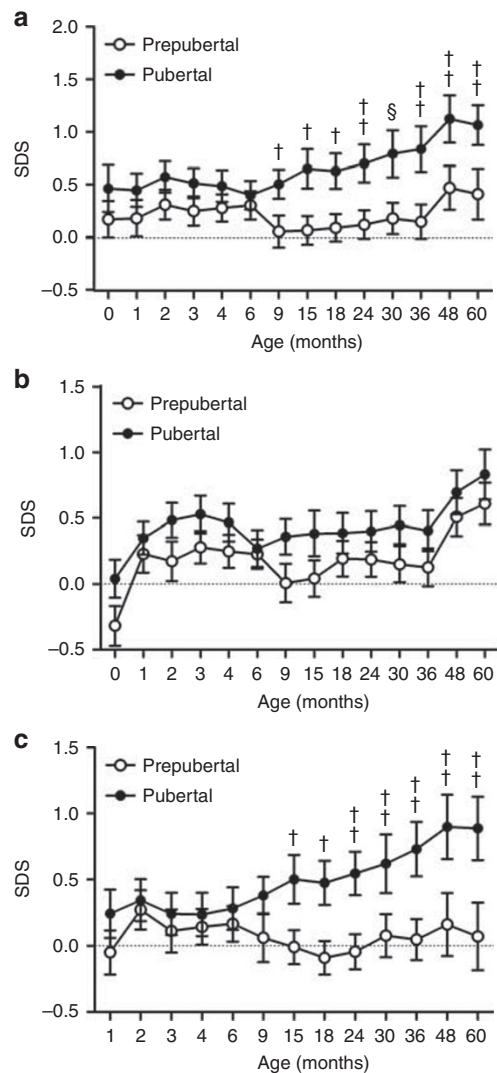 a
2.0
Prepubertal
Pubertal
1.5
1.0
0.5
0.0
−0.5
SDS
† † † †† † § †† †† ††
0 1 2 3 4 6 9 15 18 24 30 36 48 60
Age (months)
b
1.5
Prepubertal
Pubertal
1.0
0.5
0.0
−0.5
SDS
0 1 2 3 4 6 9 15 18 24 30 36 48 60
Age (months)
c
1.5
Prepubertal
Pubertal
1.0
0.5
0.0
−0.5
SDS
† † †† †† †† †† ††
1 2 3 4 6 9 15 18 24 30 36 48 60
Age (months)